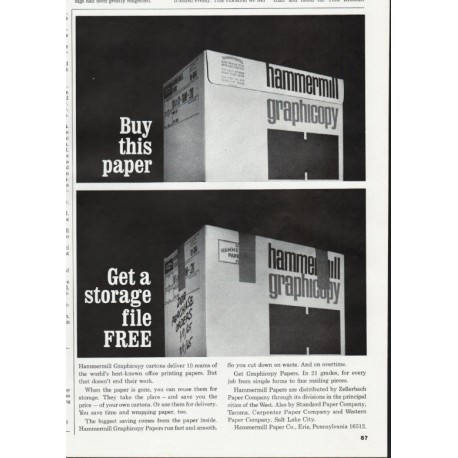 Buy
this
paper
hammermill
graphicopy
Get a
storage
file
FREE
hammermill
graphicopy
Hammermill Graphicopy cartons deliver 10 reams of
the world's best-known office printing papers. But
that doesn't end their work.
When the paper is gone, you can reuse them for
storage. They take the place — and save you the
price — of your own cartons. Or use them for delivery.
You save time and wrapping paper, too.
The biggest saving comes from the paper inside.
Hammermill Graphicopy Papers run fast and smooth.
So you cut down on waste. And on overtime.
Get Graphicopy Papers. In 21 grades, for every
job from simple forms to fine mailing pieces.
Hammermill Papers are distributed by Zellerbach
Paper Company through its divisions in the principal
cities of the West. Also by Standard Paper Company,
Tacoma, Carpenter Paper Company and Western
Paper Company, Salt Lake City.
Hammermill Paper Co., Erie, Pennsylvania 16512.
87